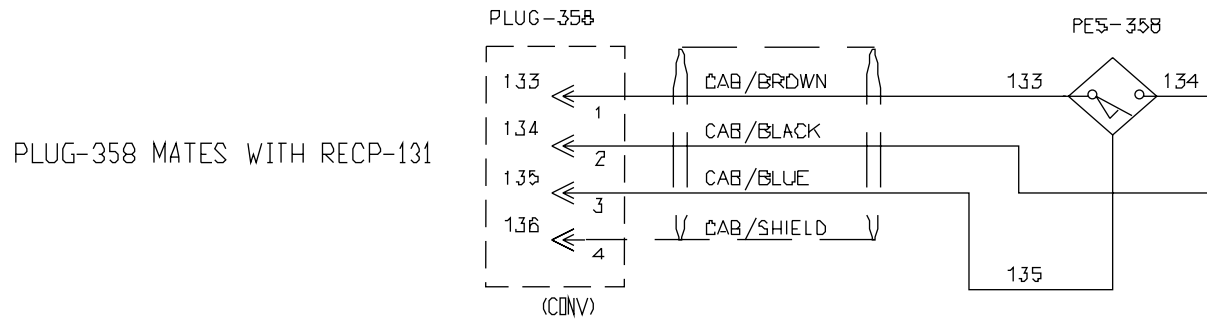 PLUG-358
PES-358
133
CAB/BROWN
133
134
1
134
CAB/BLACK
PLUG-358 MATES WITH RECP-131
2
135
CAB/BLUE
3
136
CAB/SHIELD
4
135
(CONV)